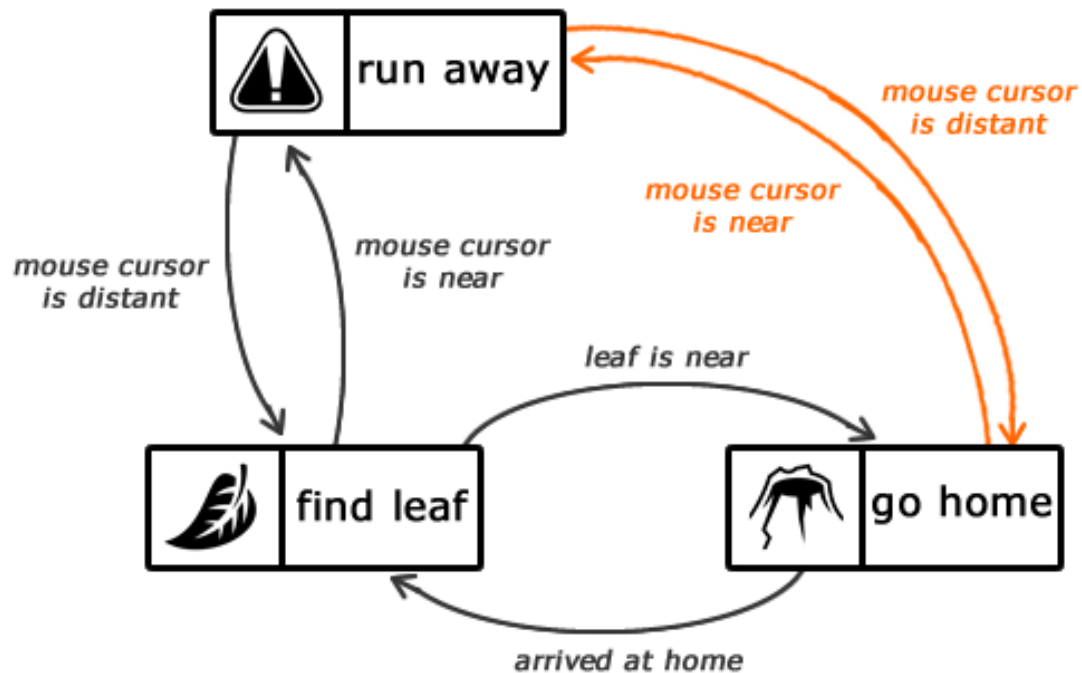 run away
mouse cursor
is distant
mouse cursor
is near
mouse cursor
is near
mouse cursor
is distant
leaf is near
find leaf
go home
arrived at home